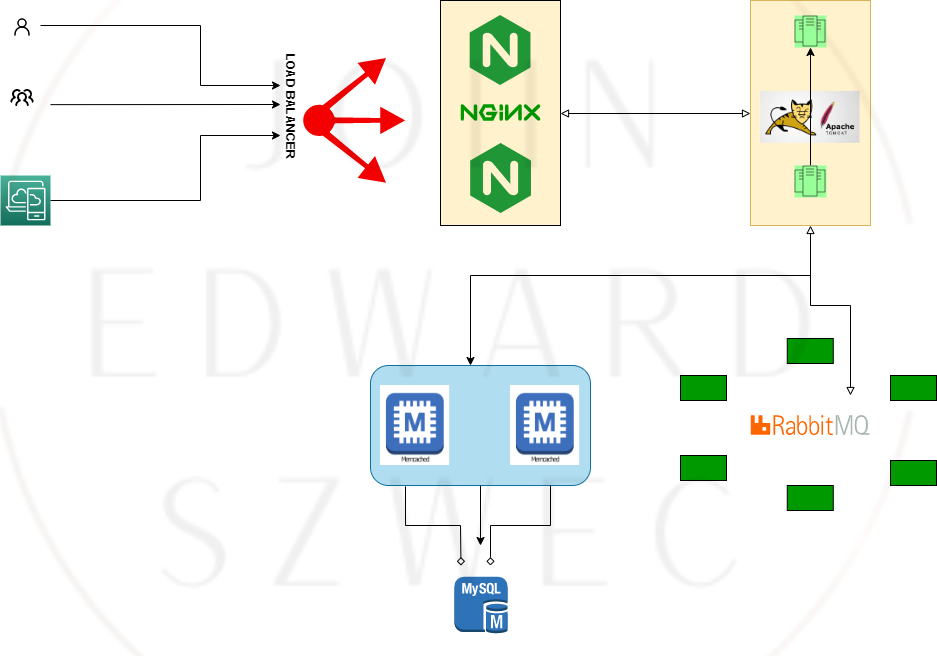 LOAD BALANCER
N
NGiNX
N
Apache
TOMCAT
JOHN
EDWARD
SZWEC
M
Memcached
M
Memcached
RabbitMQ
MySQL
M